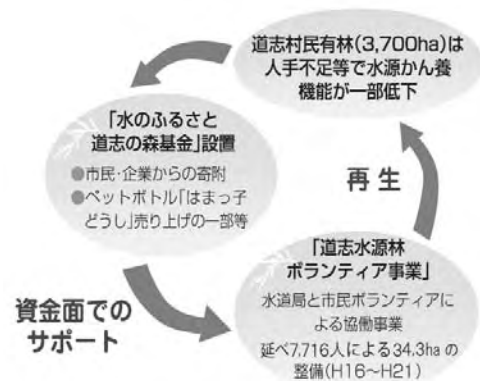 道志村民有林(3,700ha)は
人手不足等で水源かん養
機能が一部低下
「水のふるさと
道志の森基金」設置
●市民・企業からの寄附
●ペットボトル「はまっ子
どうし」売り上げの一部等
再生
「道志水源林
ボランティア事業」
水道局と市民ボランティアに
よる協働事業
延べ7,716人による34.3haの
整備(H16～H21)
資金面での
サポート